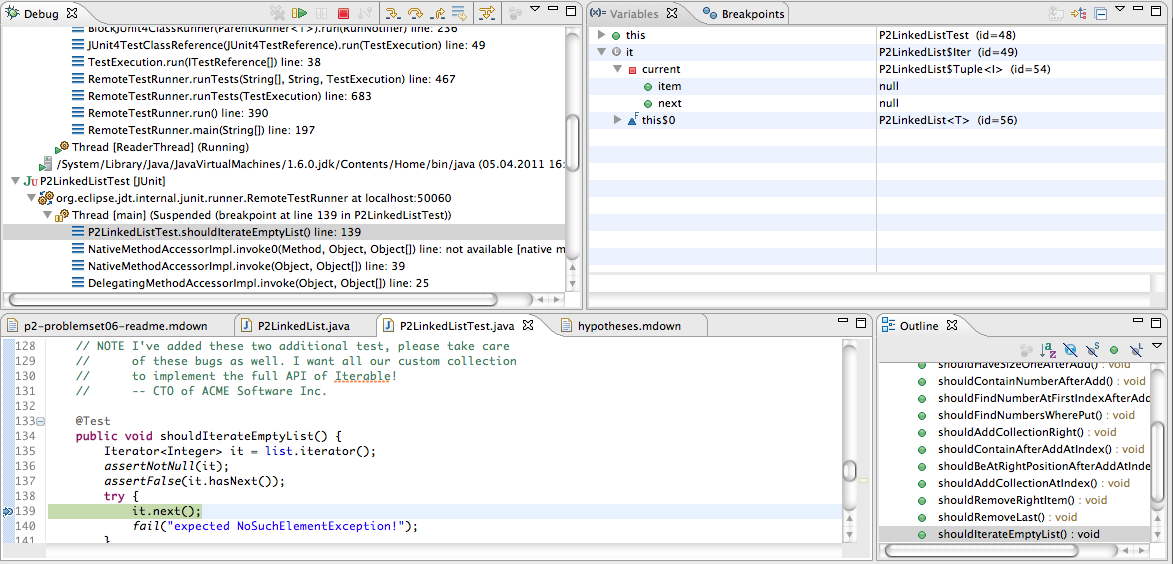 Debug
BlockJUnit4ClassRunner(ParentRunner<T>).run(RunNotifier) line: 236
JUnit4TestClassReference(JUnit4TestReference).run(TestExecution) line: 49
TestExecution.run(ITestReference[]) line: 38
RemoteTestRunner.runTests(String[], String, TestExecution) line: 467
RemoteTestRunner.runTests(TestExecution) line: 683
RemoteTestRunner.run() line: 390
RemoteTestRunner.main(String[]) line: 197
Thread [ReaderThread] (Running)
/System/Library/Java/JavaVirtualMachines/1.6.0.jdk/Contents/Home/bin/java (05.04.2011 16:
Ju P2LinkedListTest [JUnit]
org.eclipse.jdt.internal.junit.runner.RemoteTestRunner at localhost:50060
Thread [main] (Suspended (breakpoint at line 139 in P2LinkedListTest))
P2LinkedListTest.shouldIterateEmptyList() line: 139
NativeMethodAccessorImpl.invoke0(Method, Object, Object[]) line: not available [native m
NativeMethodAccessorImpl.invoke(Object, Object[]) line: 39
DelegatingMethodAccessorImpl.invoke(Object, Object[]) line: 25
(x)= Variables
Breakpoints
this P2LinkedListTest (id=48)
it P2LinkedList$Iter (id=49)
current P2LinkedList$Tuple<I> (id=54)
item null
next null
this$0 P2LinkedList<T> (id=56)
p2-problemset06-readme.mdown
P2LinkedList.java
P2LinkedListTest.java
hypotheses.mdown
128 // NOTE I've added these two additional test, please take care
129 // of these bugs as well. I want all our custom collection
130 // to implement the full API of Iterable!
131 // -- CTO of ACME Software Inc.
132
133 @Test
134 public void shouldIterateEmptyList() {
135 Iterator<Integer> it = list.iterator();
136 assertNotNull(it);
137 assertFalse(it.hasNext());
138 try {
139 it.next();
140 fail("expected NoSuchElementException!");
141 }
Outline
shouldHaveSizeOneAfterAdd() : void
shouldContainNumberAfterAdd() : void
shouldFindNumberAtFirstIndexAfterAdd
shouldFindNumbersWherePut() : void
shouldAddCollectionRight() : void
shouldContainAfterAddAtIndex() : void
shouldBeAtRightPositionAfterAddAtInde
shouldAddCollectionAtIndex() : void
shouldRemoveRightItem() : void
shouldRemoveLast() : void
shouldIterateEmptyList() : void